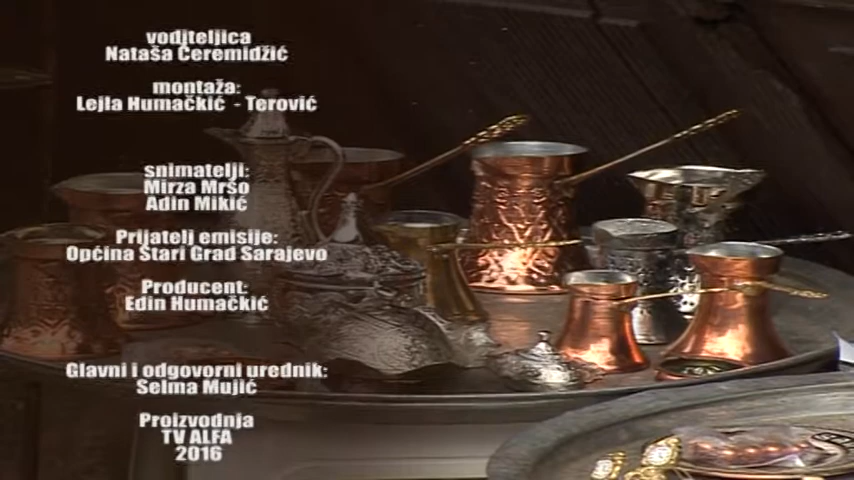 voditeljica
Nataša Ćeremidžić
montaža:
Lejla Humačkić - Terović
snimatelji:
Mirza Mršo
Adin Mikić
Prijatelj emisije:
Općina Stari Grad Sarajevo
Producent:
Edin Humačkić
Glavni i odgovorni urednik:
Selma Mujić
Proizvodnja
TV ALFA
2016